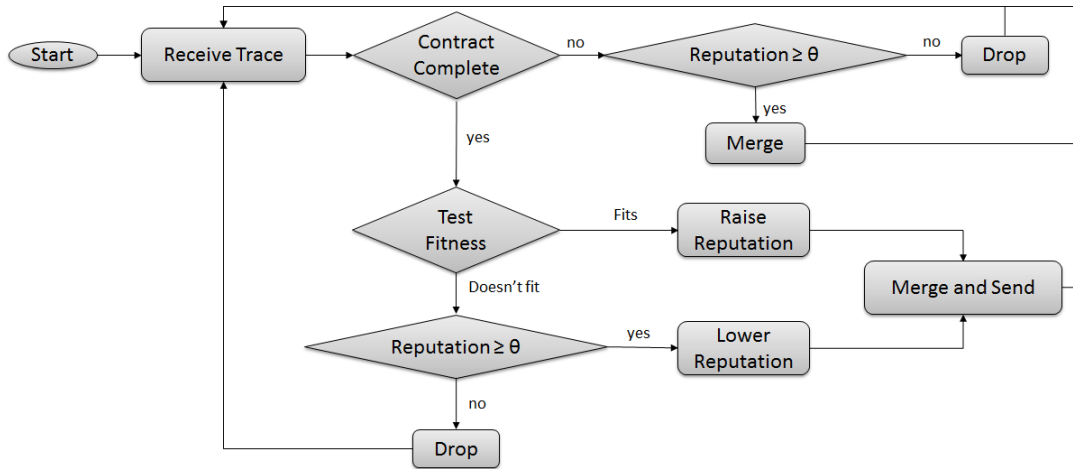 Start
Receive Trace
Contract
Complete
no
Reputation ≥ θ
no
Drop
yes
Merge
yes
Test
Fitness
Fits
Raise
Reputation
Merge and Send
Doesn't fit
Reputation ≥ θ
yes
Lower
Reputation
no
Drop